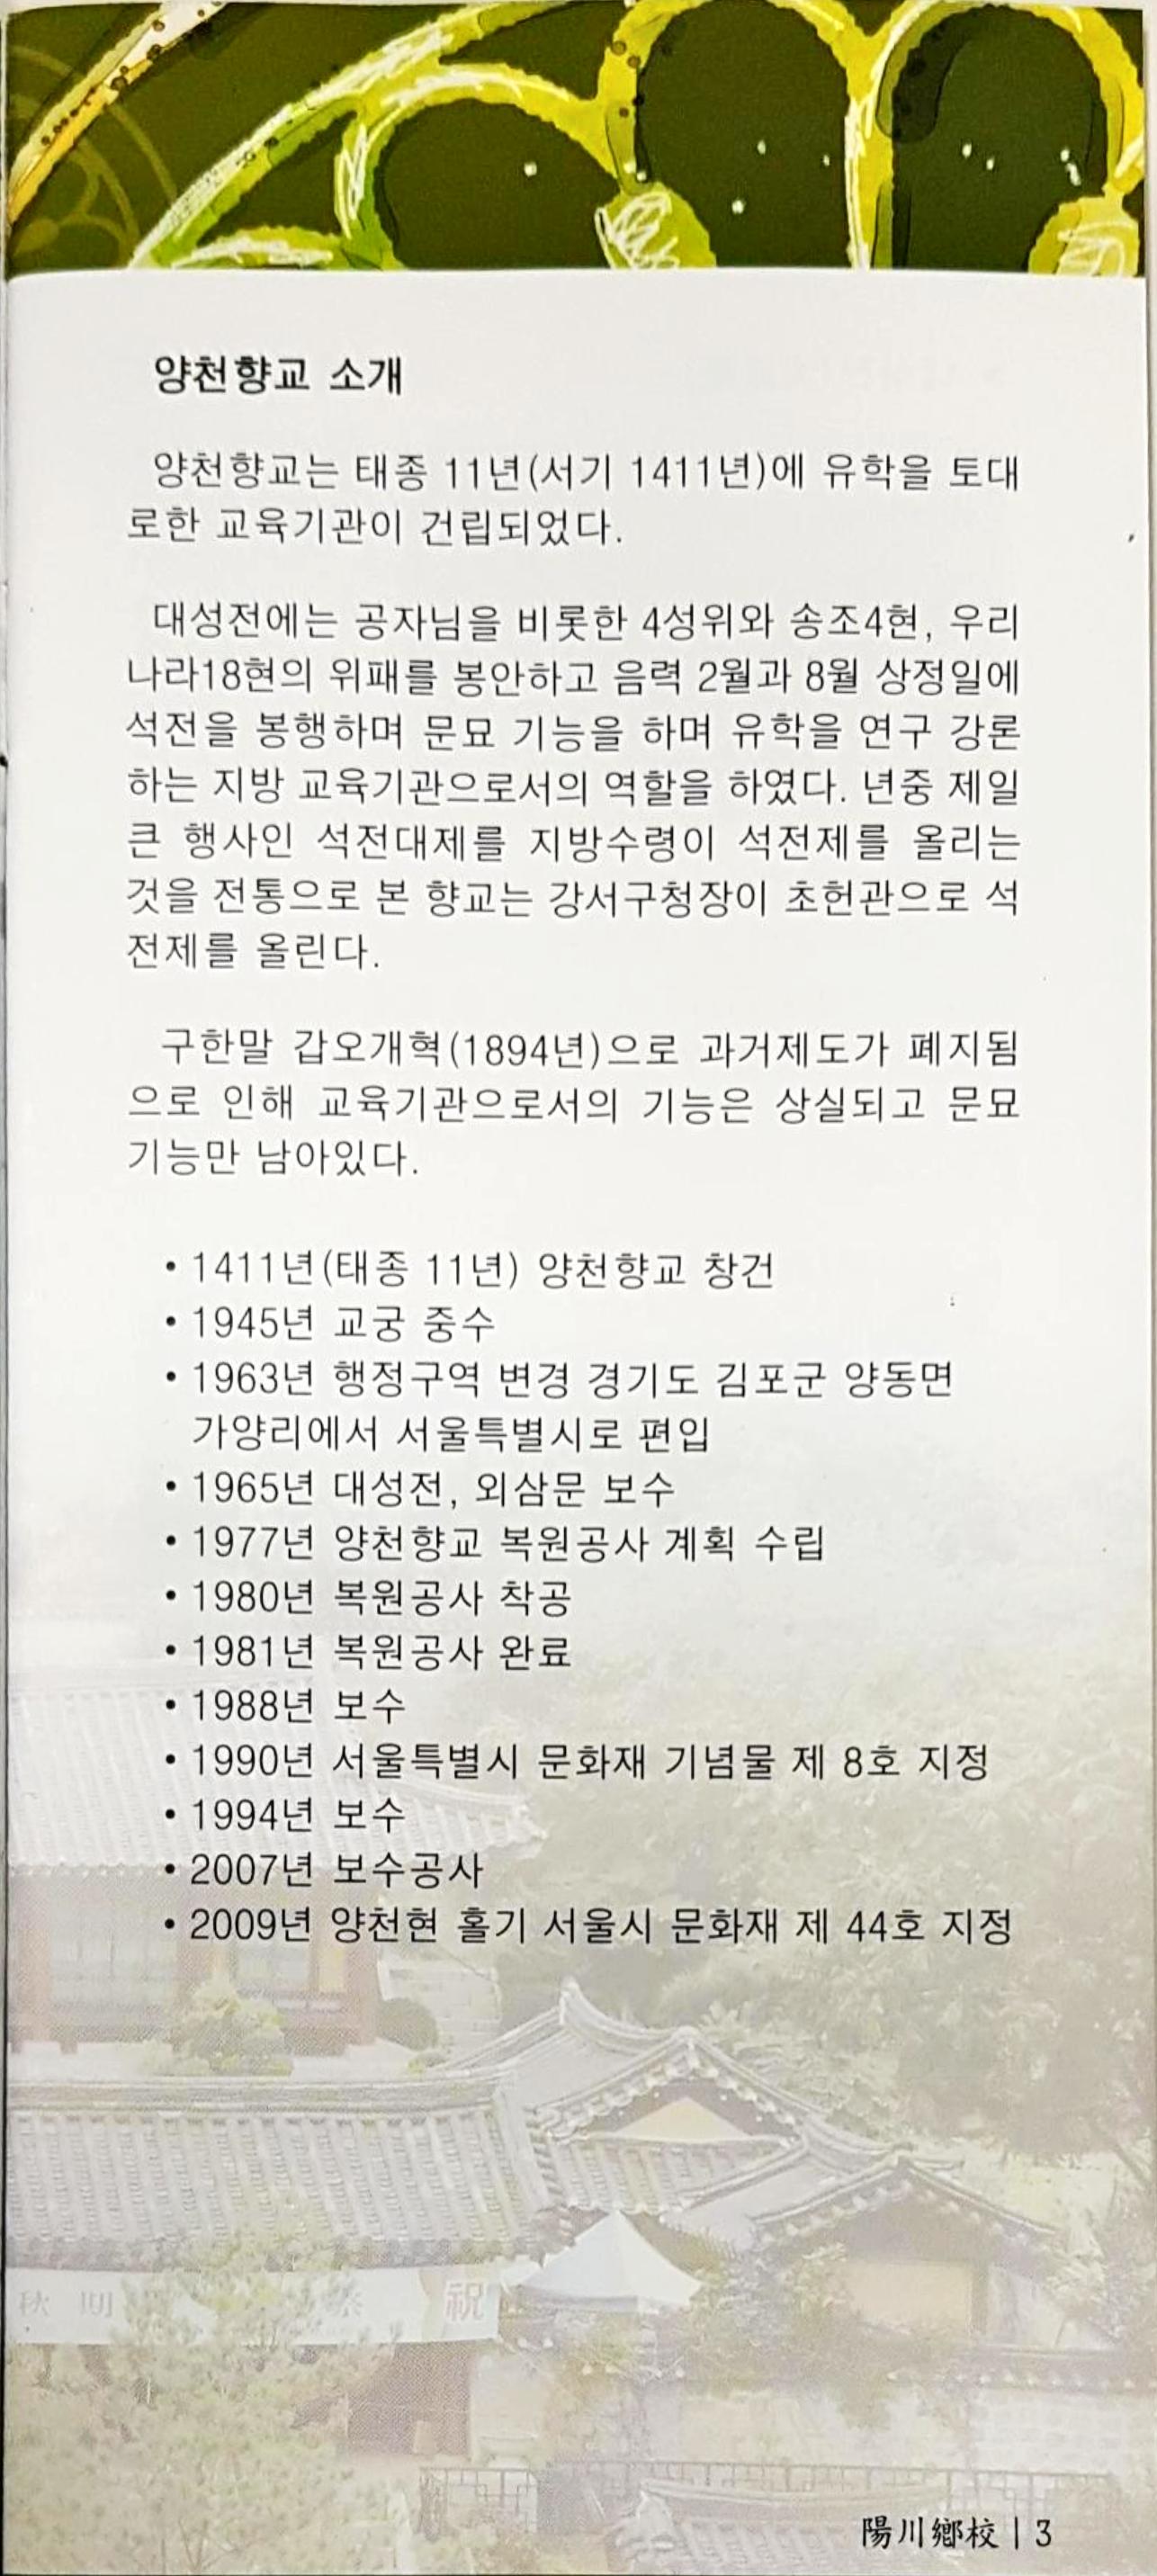 양천향교 소개
양천향교는 태종 11년(서기 1411년)에 유학을 토대
로한 교육기관이 건립되었다.
대성전에는 공자님을 비롯한 4성위와 송조4현, 우리
나라18현의 위패를 봉안하고 음력 2월과 8월 상정일에
석전을 봉행하며 문묘 기능을 하며 유학을 연구 강론
하는 지방 교육기관으로서의 역할을 하였다. 년중 제일
큰 행사인 석전대제를 지방수령이 석전제를 올리는
것을 전통으로 본 향교는 강서구청장이 초헌관으로 석
전제를 올린다.
구한말 갑오개혁(1894년)으로 과거제도가 폐지됨
으로 인해 교육기관으로서의 기능은 상실되고 문묘
기능만 남아있다.
• 1411년(태종 11년) 양천향교 창건
• 1945년 교궁 중수
• 1963년 행정구역 변경 경기도 김포군 양동면
가양리에서 서울특별시로 편입
• 1965년 대성전, 외삼문 보수
• 1977년 양천향교 복원공사 계획 수립
• 1980년 복원공사 착공
• 1981년 복원공사 완료
• 1988년 보수
• 1990년 서울특별시 문화재 기념물 제 8호 지정
• 1994년 보수
• 2007년 보수공사
• 2009년 양천현 홀기 서울시 문화재 제 44호 지정
秋 期 祝
陽川鄕校 | 3